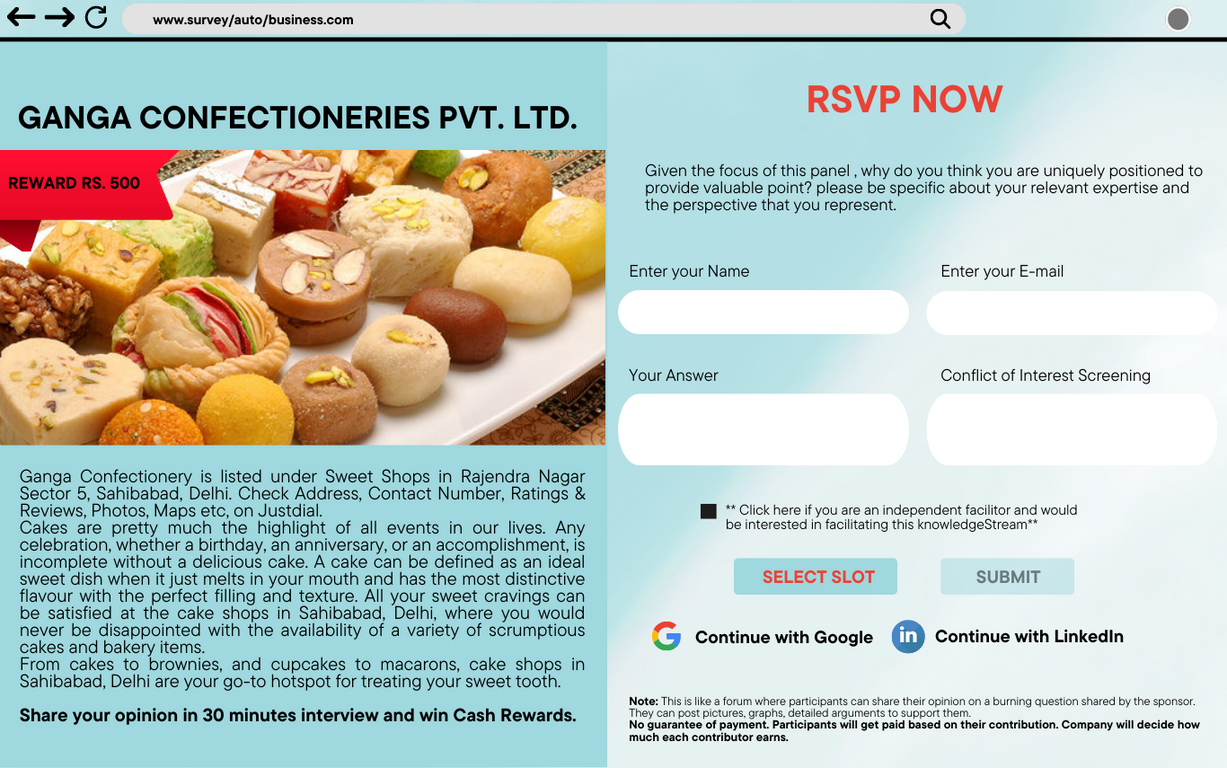 www.survey/auto/business.com
GANGA CONFECTIONERIES PVT. LTD.
REWARD RS. 500
Ganga Confectionery is listed under Sweet Shops in Rajendra Nagar
Sector 5, Sahibabad, Delhi. Check Address, Contact Number, Ratings &
Reviews, Photos, Maps etc, on Justdial.
Cakes are pretty much the highlight of all events in our lives. Any
celebration, whether a birthday, an anniversary, or an accomplishment, is
incomplete without a delicious cake. A cake can be defined as an ideal
sweet dish when it just melts in your mouth and has the most distinctive
flavour with the perfect filling and texture. All your sweet cravings can
be satisfied at the cake shops in Sahibabad, Delhi, where you would
never be disappointed with the availability of a variety of scrumptious
cakes and bakery items.
From cakes to brownies, and cupcakes to macarons, cake shops in
Sahibabad, Delhi are your go-to hotspot for treating your sweet tooth.
Share your opinion in 30 minutes interview and win Cash Rewards.
RSVP NOW
Given the focus of this panel , why do you think you are uniquely positioned to
provide valuable point? please be specific about your relevant expertise and
the perspective that you represent.
Enter your Name
Enter your E-mail
Your Answer
Conflict of Interest Screening
** Click here if you are an independent facilitor and would
be interested in facilitating this knowledgeStream**
SELECT SLOT
SUBMIT
Continue with Google
in
Continue with LinkedIn
Note: This is like a forum where participants can share their opinion on a burning question shared by the sponsor.
They can post pictures, graphs, detailed arguments to support them.
No guarantee of payment. Participants will get paid based on their contribution. Company will decide how
much each contributor earns.